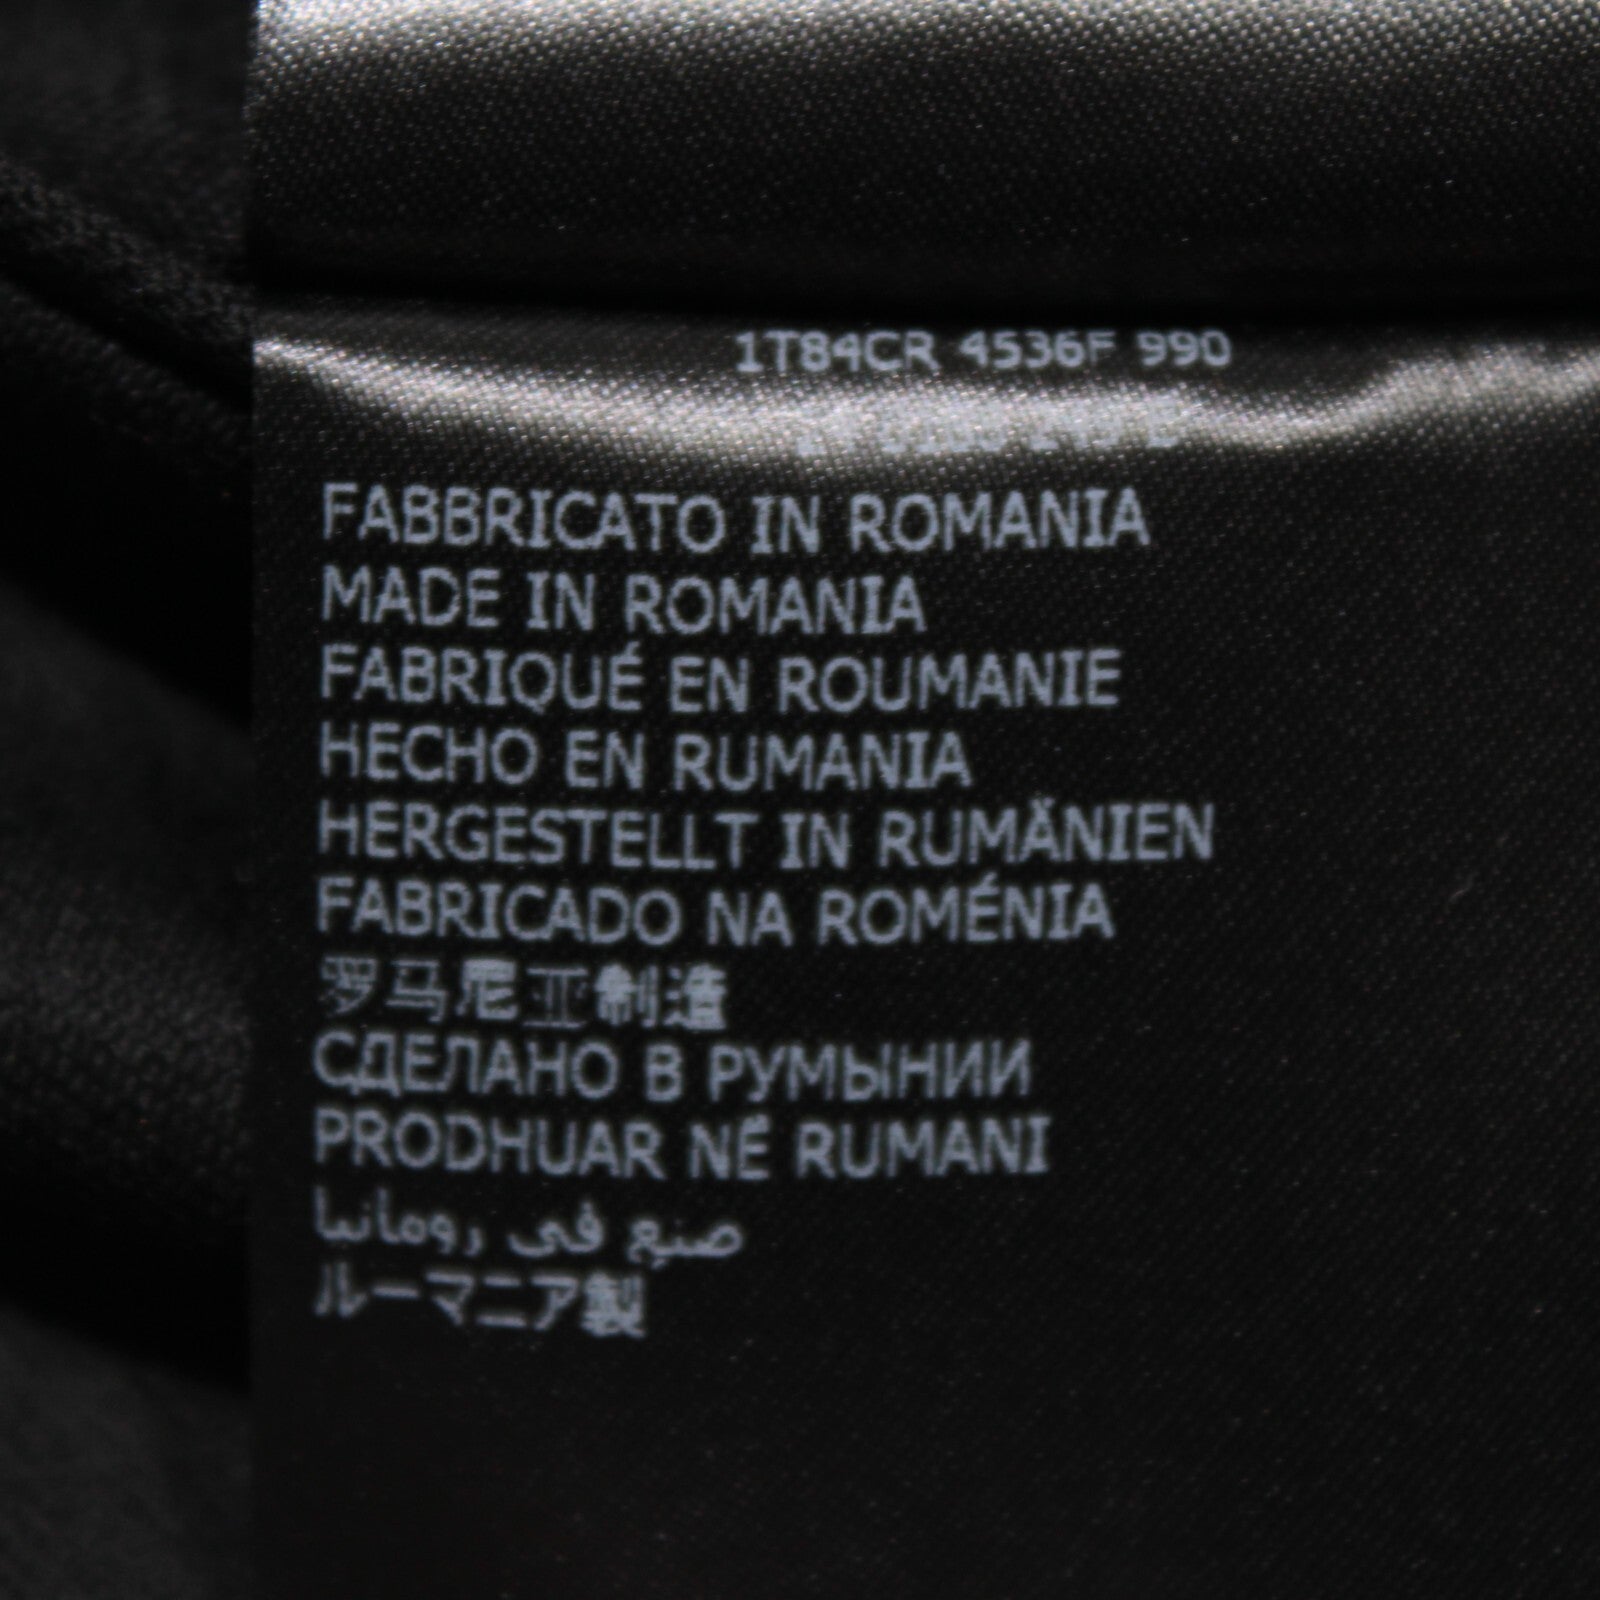 1T84CR 4536F 990
FABBRICATO IN ROMANIA
MADE IN ROMANIA
FABRIQUÉ EN ROUMANIE
HECHO EN RUMANIA
HERGESTELLT IN RUMÄNIEN
FABRICADO NA ROMÉNIA
罗马尼亚制造
СДЕЛАНО В РУМЫНИИ
PRODHUAR NÉ RUMANI
صنع في رومانيا
ルーマニア製